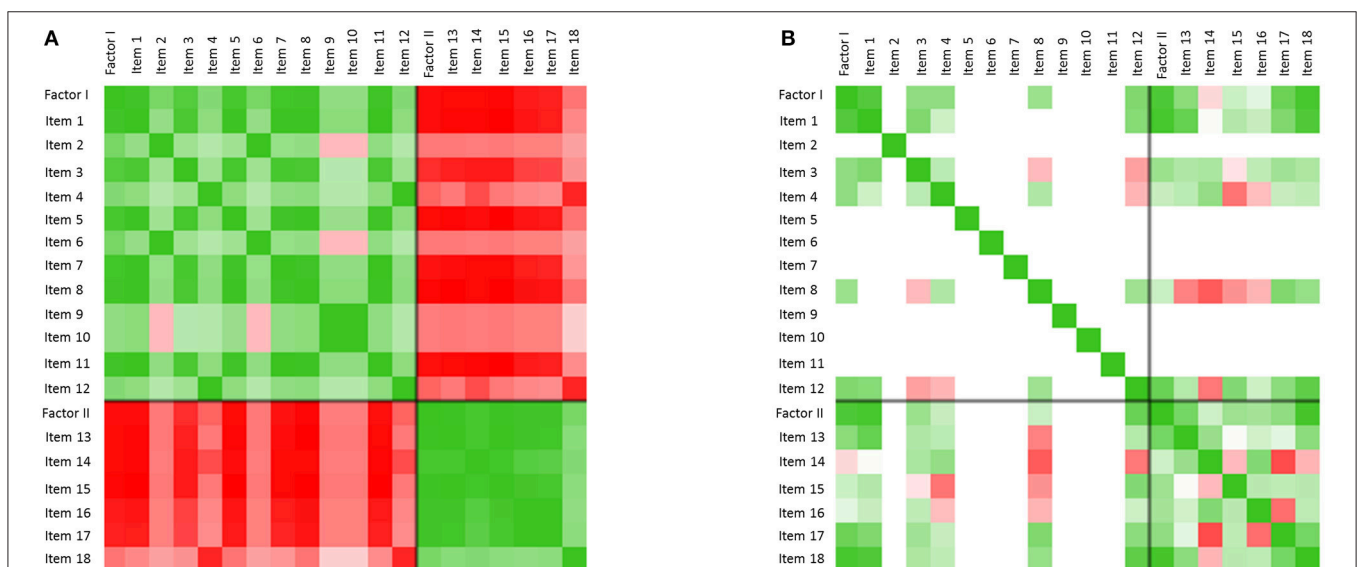 A
Factor I
Item 1
Item 2
Item 3
Item 4
Item 5
Item 6
Item 7
Item 8
Item 9
Item 10
Item 11
Item 12
Factor II
Item 13
Item 14
Item 15
Item 16
Item 17
Item 18
Factor I
Item 1
Item 2
Item 3
Item 4
Item 5
Item 6
Item 7
Item 8
Item 9
Item 10
Item 11
Item 12
Factor II
Item 13
Item 14
Item 15
Item 16
Item 17
Item 18
B
Factor I
Item 1
Item 2
Item 3
Item 4
Item 5
Item 6
Item 7
Item 8
Item 9
Item 10
Item 11
Item 12
Factor II
Item 13
Item 14
Item 15
Item 16
Item 17
Item 18
Factor I
Item 1
Item 2
Item 3
Item 4
Item 5
Item 6
Item 7
Item 8
Item 9
Item 10
Item 11
Item 12
Factor II
Item 13
Item 14
Item 15
Item 16
Item 17
Item 18